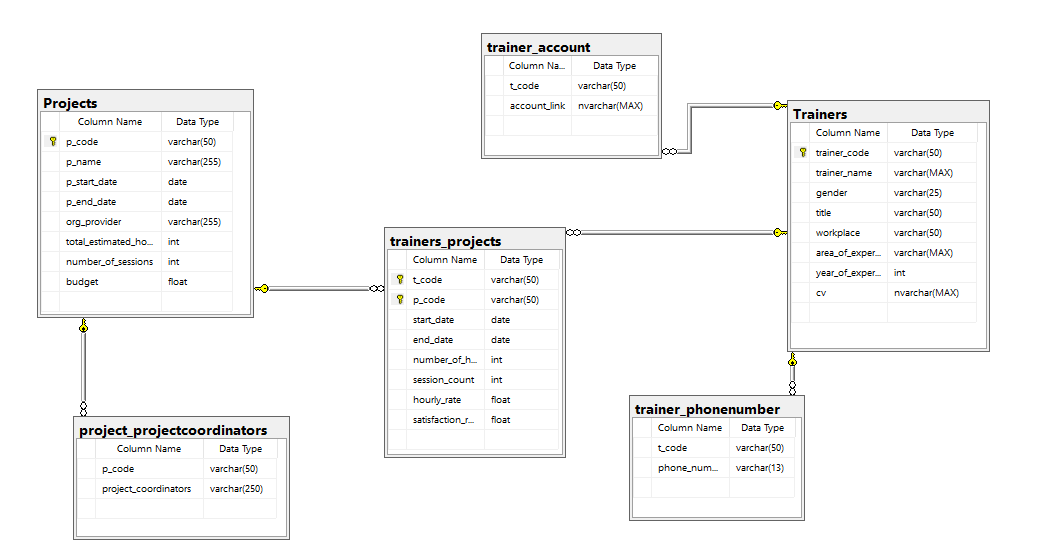 trainer_account
Column Na... Data Type
t_code varchar(50)
account_link nvarchar(MAX)
Projects
Column Name Data Type
p_code varchar(50)
p_name varchar(255)
p_start_date date
p_end_date date
org_provider varchar(255)
total_estimated_ho... int
number_of_sessions int
budget float
Trainers
Column Name Data Type
trainer_code varchar(50)
trainer_name varchar(MAX)
gender varchar(25)
title varchar(50)
workplace varchar(50)
area_of_exper... varchar(MAX)
year_of_exper... int
cv nvarchar(MAX)
trainers_projects
Column Name Data Type
t_code varchar(50)
p_code varchar(50)
start_date date
end_date date
number_of_h... int
session_count int
hourly_rate float
satisfaction_r... float
project_projectcoordinators
Column Name Data Type
p_code varchar(50)
project_coordinators varchar(250)
trainer_phonenumber
Column Name Data Type
t_code varchar(50)
phone_num... varchar(13)